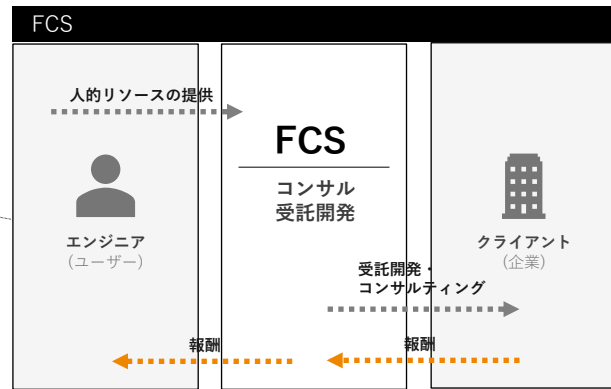 FCS
人的リソースの提供
FCS
コンサル
受託開発
エンジニア
(ユーザー)
クライアント
(企業)
受託開発・
コンサルティング
報酬
報酬